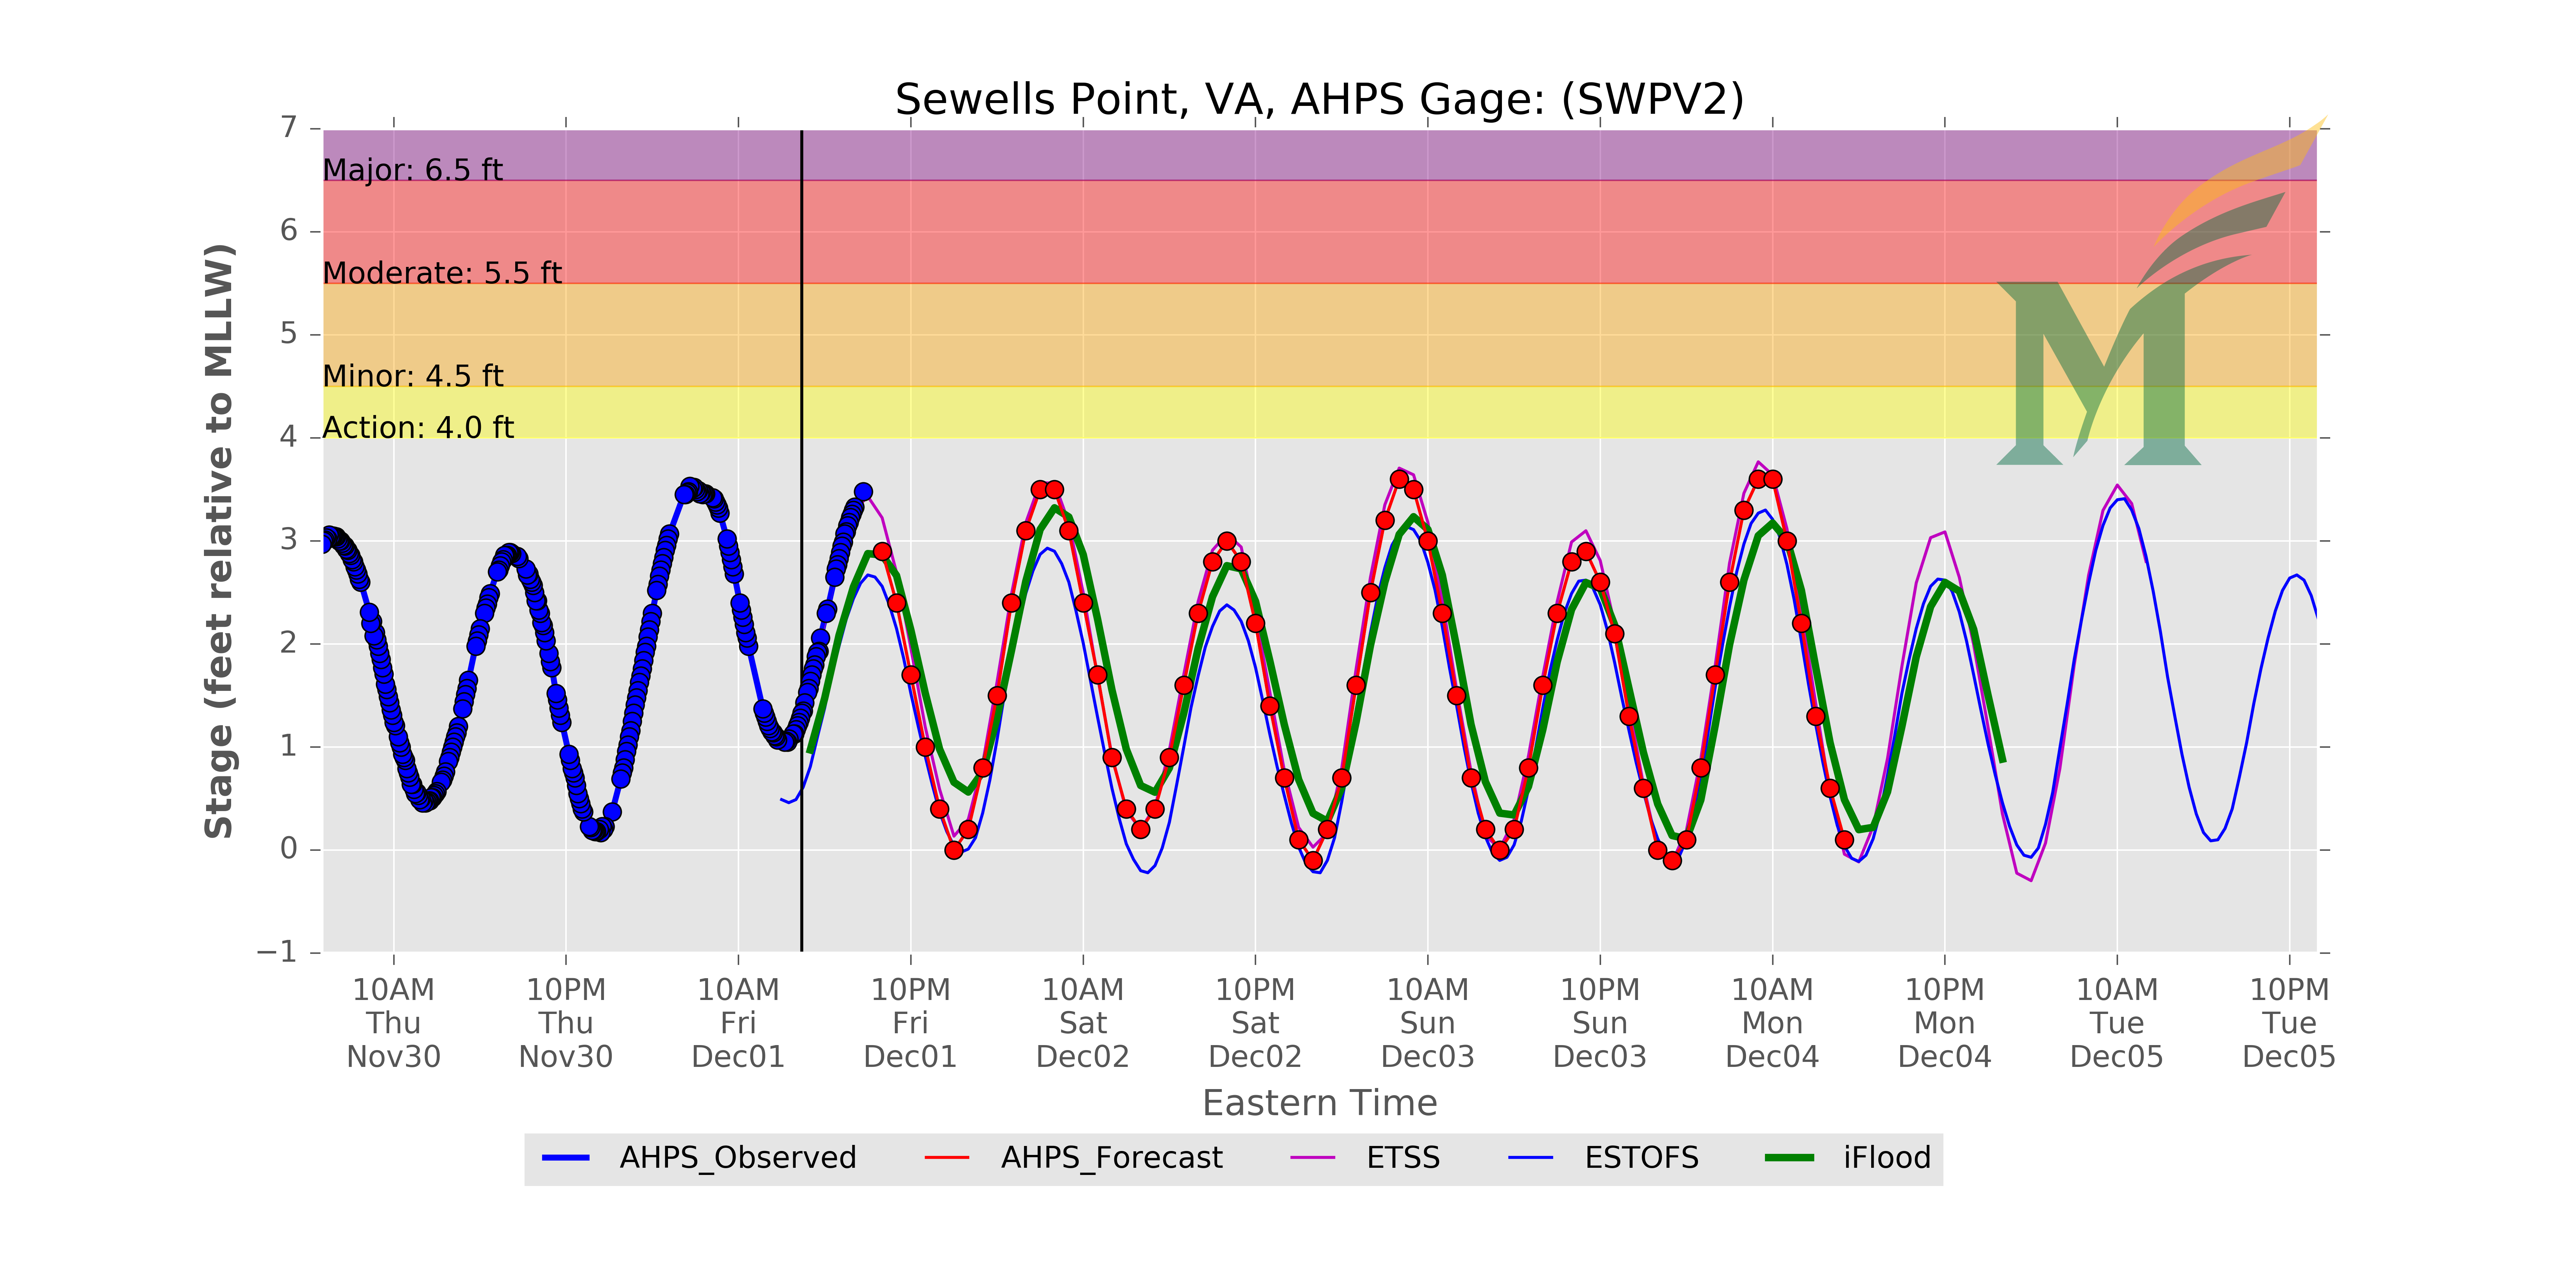 Sewells Point, VA, AHPS Gage: (SWPV2)
7
Major: 6.5 ft
6
Moderate: 5.5 ft
5
Minor: 4.5 ft
Action: 4.0 ft
4
3
2
1
0
−1
Stage (feet relative to MLLW)
10AM Thu Nov30
10PM Thu Nov30
10AM Fri Dec01
10PM Fri Dec01
10AM Sat Dec02
10PM Sat Dec02
10AM Sun Dec03
10PM Sun Dec03
10AM Mon Dec04
10PM Mon Dec04
10AM Tue Dec05
10PM Tue Dec05
Eastern Time
AHPS_Observed AHPS_Forecast ETSS ESTOFS iFlood
M